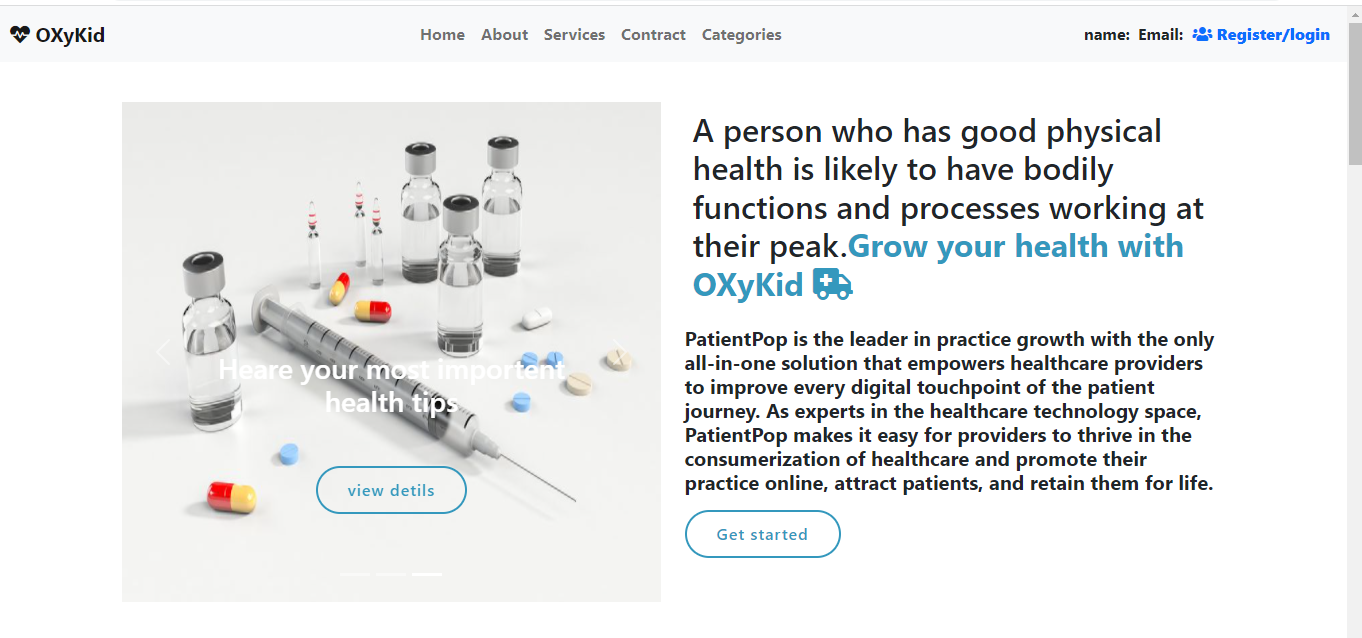 OXyKid
Home About Services Contract Categories
name: Email: Register/login
Heare your most importent
health tips
view detils
A person who has good physical
health is likely to have bodily
functions and processes working at
their peak.Grow your health with
OXyKid
PatientPop is the leader in practice growth with the only
all-in-one solution that empowers healthcare providers
to improve every digital touchpoint of the patient
journey. As experts in the healthcare technology space,
PatientPop makes it easy for providers to thrive in the
consumerization of healthcare and promote their
practice online, attract patients, and retain them for life.
Get started